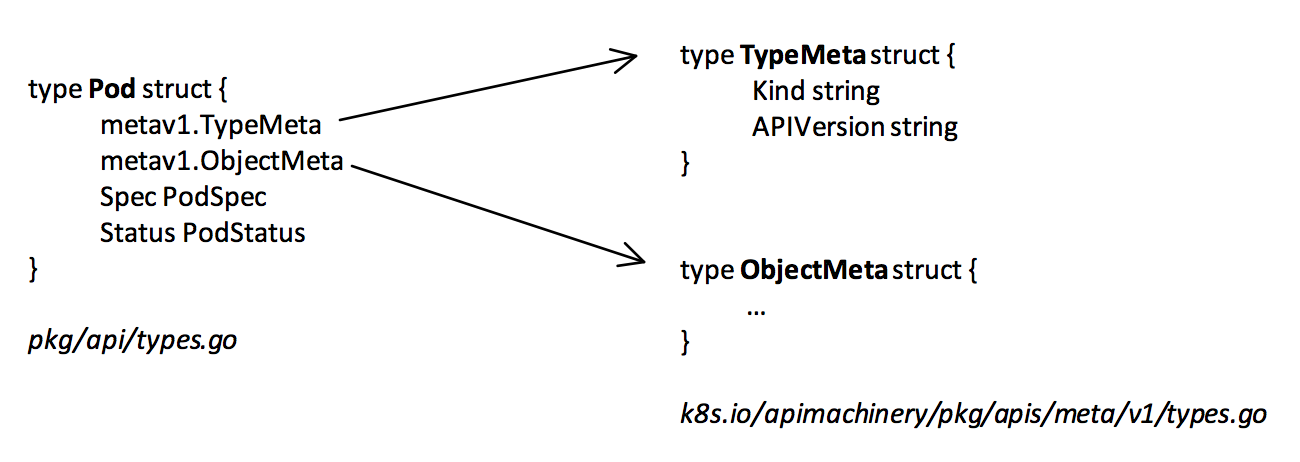 type Pod struct {
metav1.TypeMeta
metav1.ObjectMeta
Spec PodSpec
Status PodStatus
}
pkg/api/types.go
type TypeMeta struct {
Kind string
APIVersion string
}
type ObjectMeta struct {
...
}
k8s.io/apimachinery/pkg/apis/meta/v1/types.go